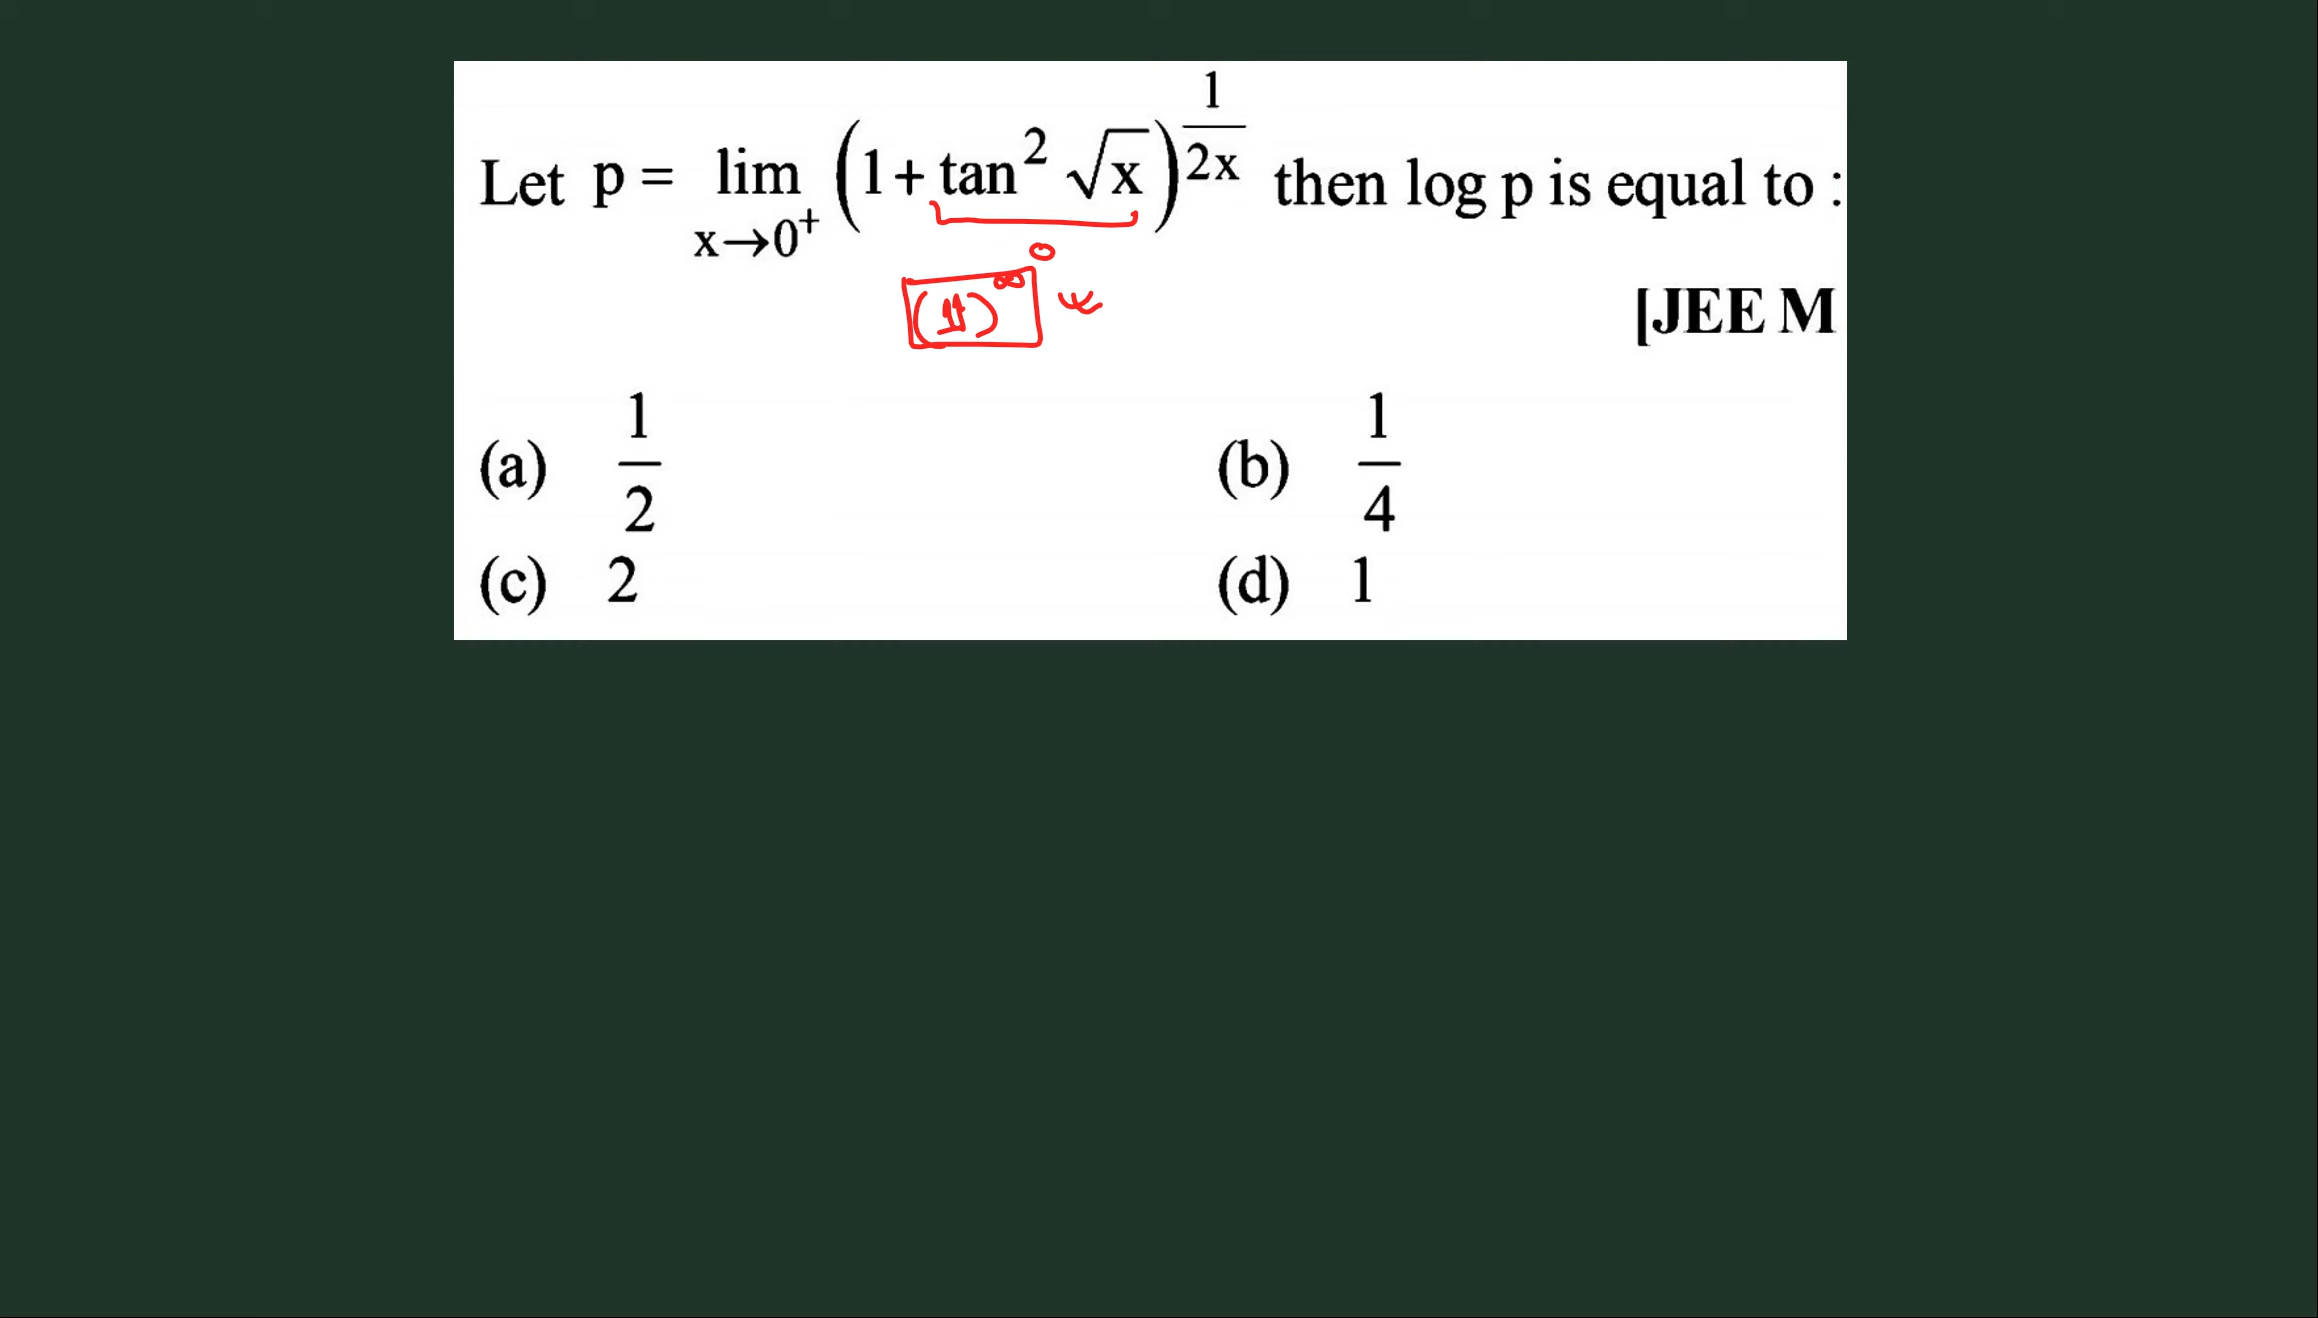 Let p = lim x→0⁺ (1 + tan² √x)^(1/2x) then log p is equal to :
0
(1)^∞
[JEE M
(a) 1/2 (b) 1/4
(c) 2 (d) 1